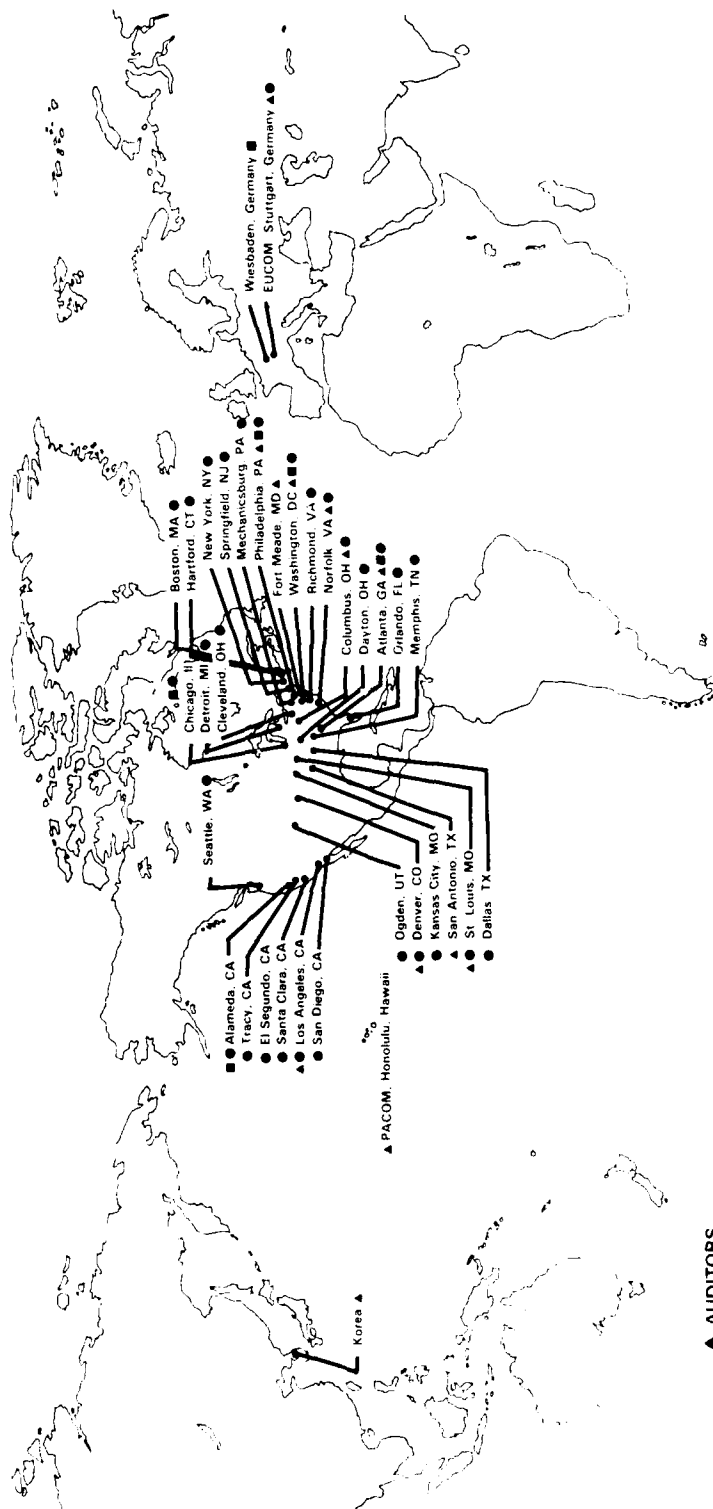 Seattle, WA ●
Chicago, IL
Detroit, MI
Cleveland, OH ●
Boston, MA ●
Hartford, CT ●
New York, NY ●
Springfield, NJ ●
Mechanicsburg, PA ●
Philadelphia, PA ▲ ■ ●
Fort Meade, MD ▲
Washington, DC ▲ ■ ●
Richmond, VA ●
Norfolk, VA ▲ ●
Columbus, OH ▲ ●
Dayton, OH ●
Atlanta, GA ▲ ■ ●
Orlando, FL ●
Memphis, TN ●
Wiesbaden, Germany ■
EUCOM Stuttgart, Germany ▲ ●
■ ● Alameda, CA
● Tracy, CA
● El Segundo, CA
● Santa Clara, CA
▲ ● Los Angeles, CA
● San Diego, CA
● Ogden, UT
▲ ● Denver, CO
● Kansas City, MO
▲ San Antonio, TX
▲ ● St Louis, MO
● Dallas TX
▲ PACOM, Honolulu, Hawaii
Korea ▲
▲ AUDITORS